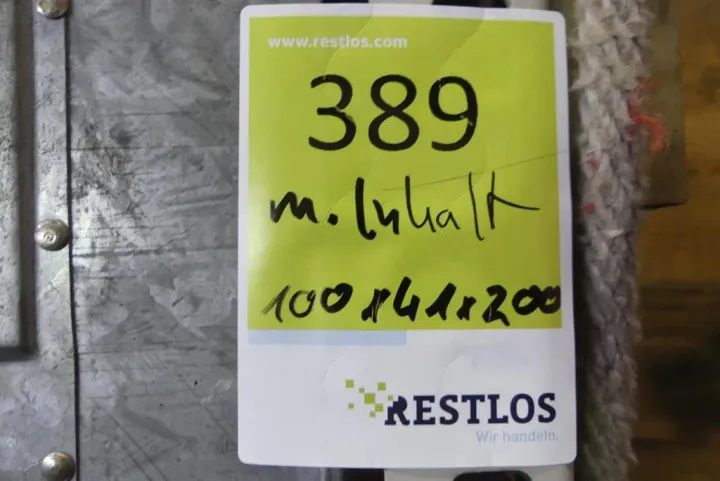 www.restlos.com
389
m. Inhalt
100x41x200
RESTLOS
Wir handeln.